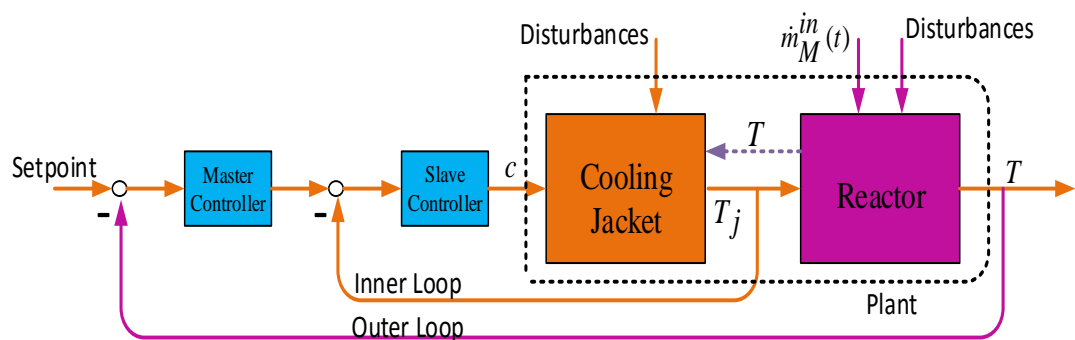 Disturbances
ṁ_M^in(t)
Disturbances
Setpoint
Master
Controller
Slave
Controller
c
Cooling
Jacket
T
T_j
Reactor
T
-
-
Inner Loop
Plant
Outer Loop